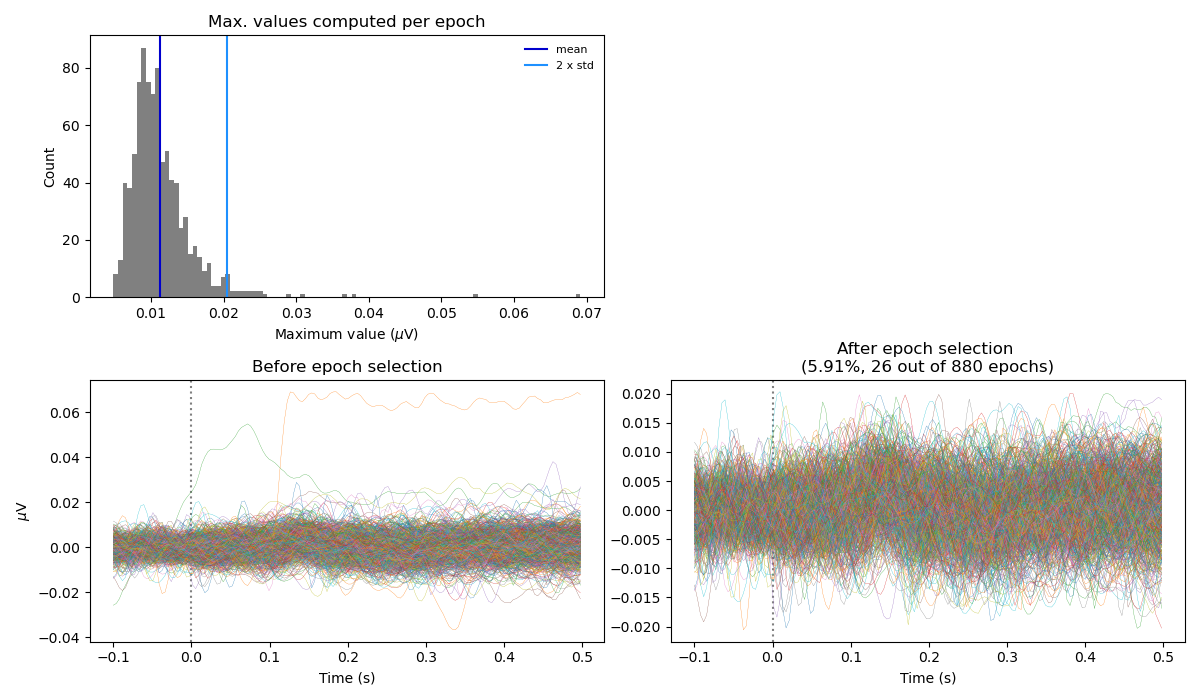 Max. values computed per epoch
mean
2 x std
80
60
40
20
0
Count
0.01 0.02 0.03 0.04 0.05 0.06 0.07
Maximum value (μV)
Before epoch selection
0.06
0.04
0.02
0.00
−0.02
−0.04
μV
−0.1 0.0 0.1 0.2 0.3 0.4 0.5
Time (s)
After epoch selection
(5.91%, 26 out of 880 epochs)
0.020
0.015
0.010
0.005
0.000
−0.005
−0.010
−0.015
−0.020
−0.1 0.0 0.1 0.2 0.3 0.4 0.5
Time (s)